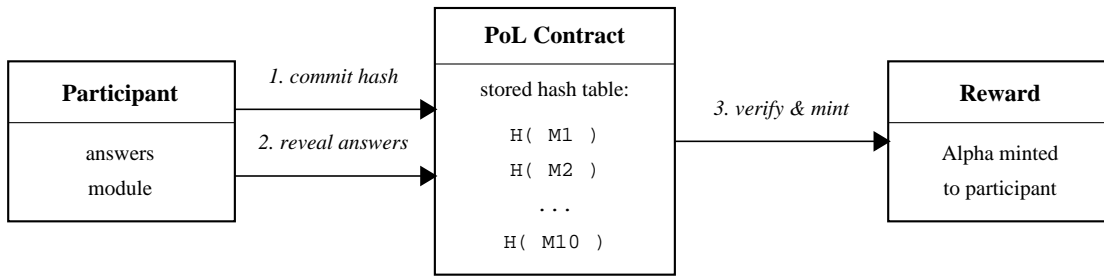 Participant
answers
module
1. commit hash
2. reveal answers
PoL Contract
stored hash table:
H( M1 )
H( M2 )
...
H( M10 )
3. verify & mint
Reward
Alpha minted
to participant